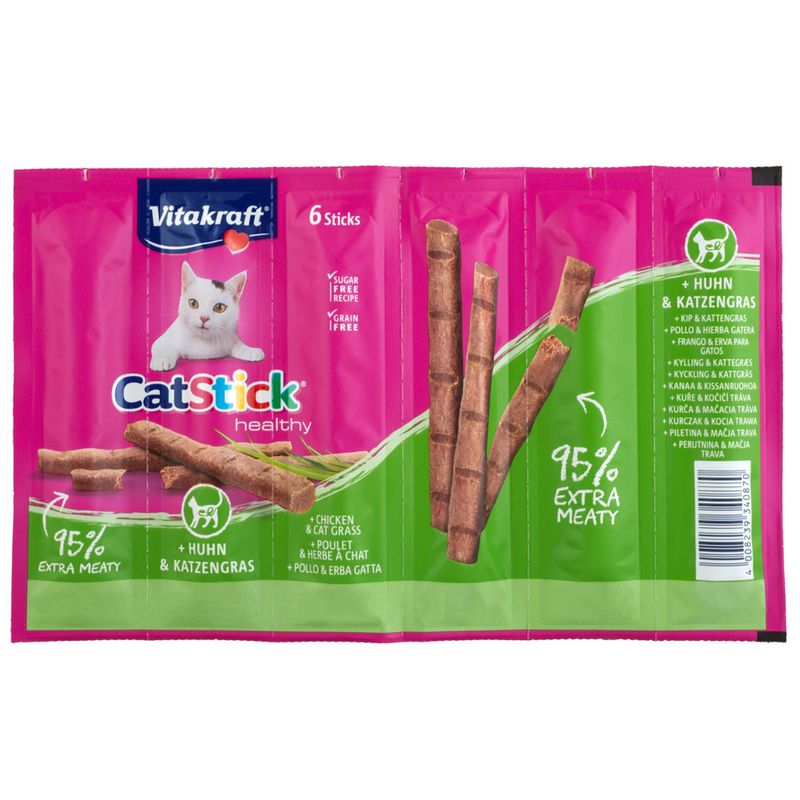 Vitakraft®
6 Sticks
SUGAR
FREE
RECIPE
GRAIN
FREE
CatStick®
healthy
95%
EXTRA MEATY
+ HUHN
& KATZENGRAS
+ CHICKEN
& CAT GRASS
+ POULET
& HERBE À CHAT
+ POLLO & ERBA GATTA
95%
EXTRA
MEATY
+ HUHN
& KATZENGRAS
+ KIP & KATTENGRAS
+ POLLO & HIERBA GATERA
+ FRANGO & ERVA PARA
GATOS
+ KYLLING & KATTEGRÆS
+ KYCKLING & KATTGRÄS
+ KANAA & KISSANRUOHOA
+ KUŘE & KOČIČÍ TRÁVA
+ KURČA & MAČACIA TRÁVA
+ KURCZAK & KOCIA TRAWA
+ PILETINA & MAČJA TRAVA
+ PERUTNINA & MAČJA
TRAVA
4 008239 340870